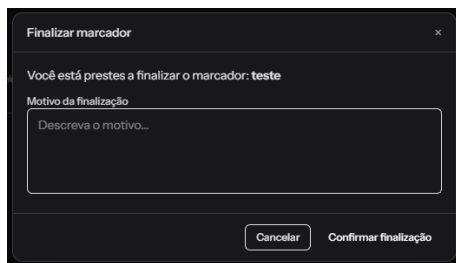 Finalizar marcador ×
Você está prestes a finalizar o marcador: teste
Motivo da finalização
Descreva o motivo...
Cancelar Confirmar finalização